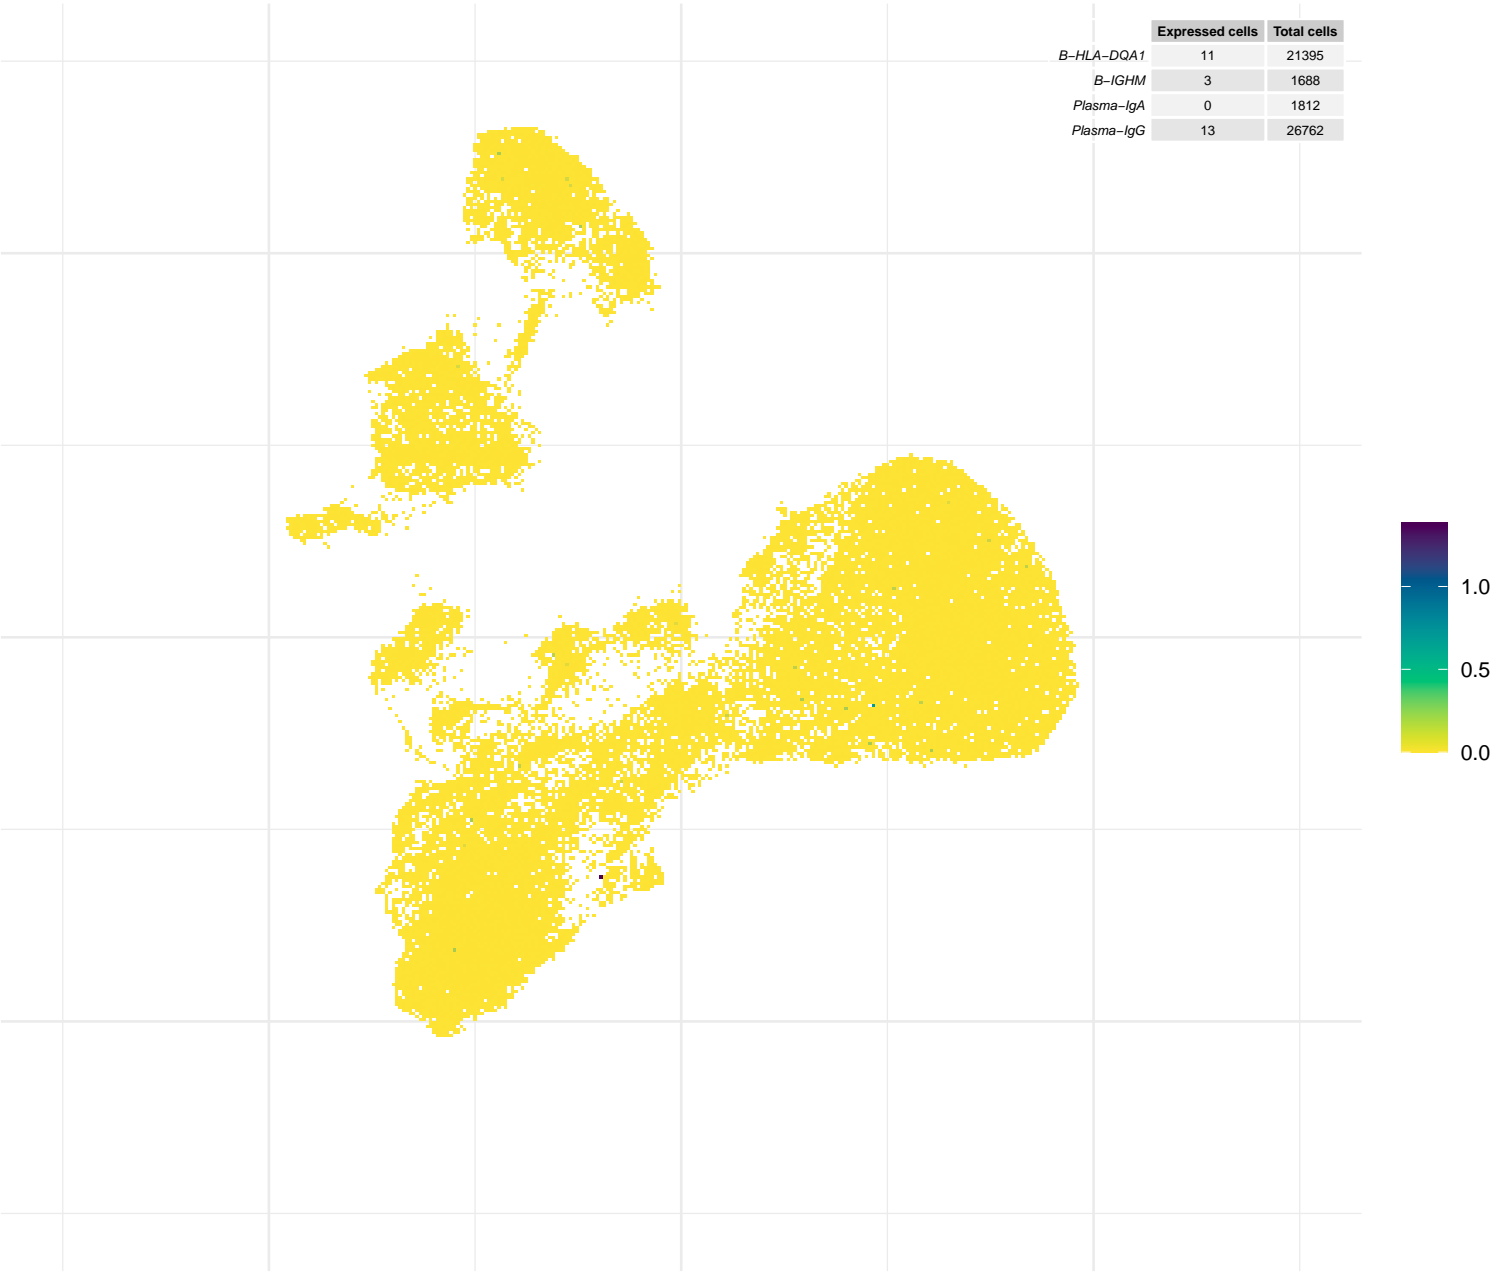 Expressed cells Total cells
B−HLA−DQA1 11 21395
B−IGHM 3 1688
Plasma−IgA 0 1812
Plasma−IgG 13 26762
1.0
0.5
0.0